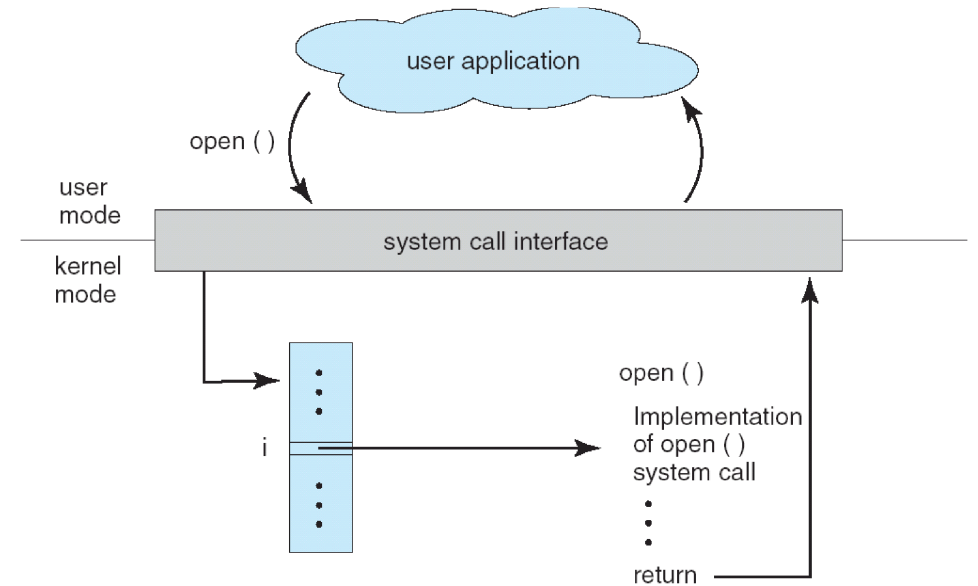 user application
open ( )
user
mode
system call interface
kernel
mode
open ( )
Implementation
of open ( )
system call
i
return